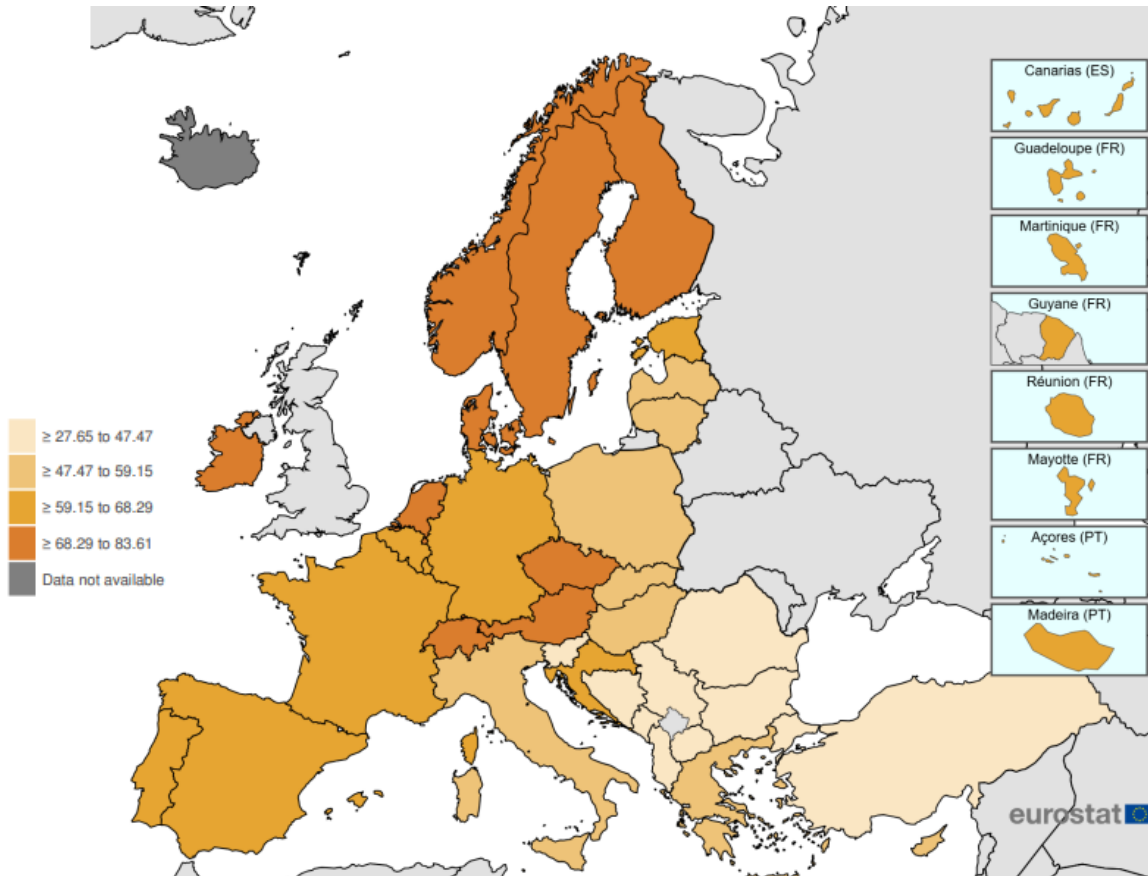 Canarias (ES)
Guadeloupe (FR)
Martinique (FR)
Guyane (FR)
Réunion (FR)
Mayotte (FR)
Açores (PT)
Madeira (PT)
≥ 27.65 to 47.47
≥ 47.47 to 59.15
≥ 59.15 to 68.29
≥ 68.29 to 83.61
Data not available
eurostat